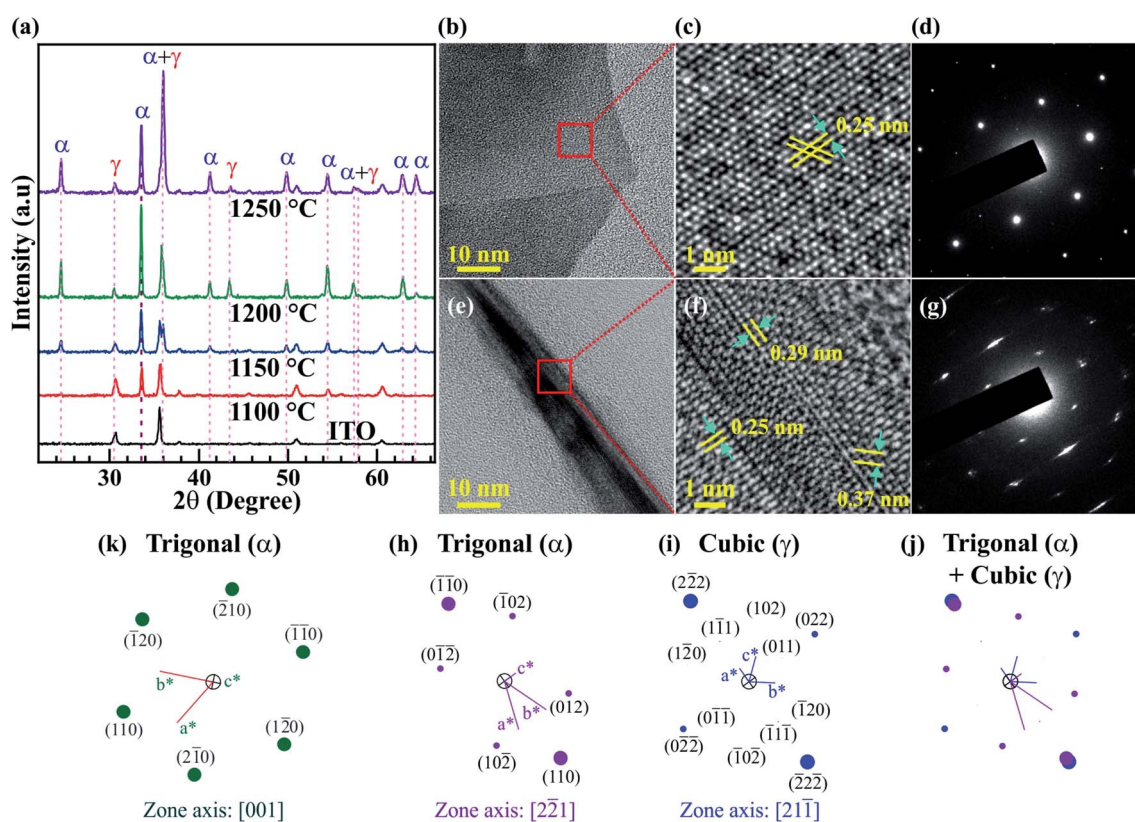 (a)
α
α
γ
α
α+γ
α
γ
α
α
α+γ
α
α
1250 °C
1200 °C
1150 °C
1100 °C
ITO
Intensity (a.u)
30
40
50
60
2θ (Degree)
(b)
10 nm
(c)
0.25 nm
1 nm
(d)
(e)
10 nm
(f)
0.29 nm
0.25 nm
0.37 nm
1 nm
(g)
(k) Trigonal (α)
(2̅10)
(1̅20)
(1̅1̅0)
b*
c*
a*
(110)
(12̅0)
(21̅0)
Zone axis: [001]
(h) Trigonal (α)
(1̅1̅0)
(1̅02)
(01̅2̅)
c*
b*
a*
(012)
(102̅)
(110)
Zone axis: [22̅1]
(i) Cubic (γ)
(22̅2)
(102)
(11̅1)
(022)
(12̅0)
(011)
c*
a*
b*
(01̅1̅)
(1̅20)
(02̅2̅)
(1̅11̅)
(1̅02̅)
(2̅22̅)
Zone axis: [211̅]
(j) Trigonal (α)
+ Cubic (γ)